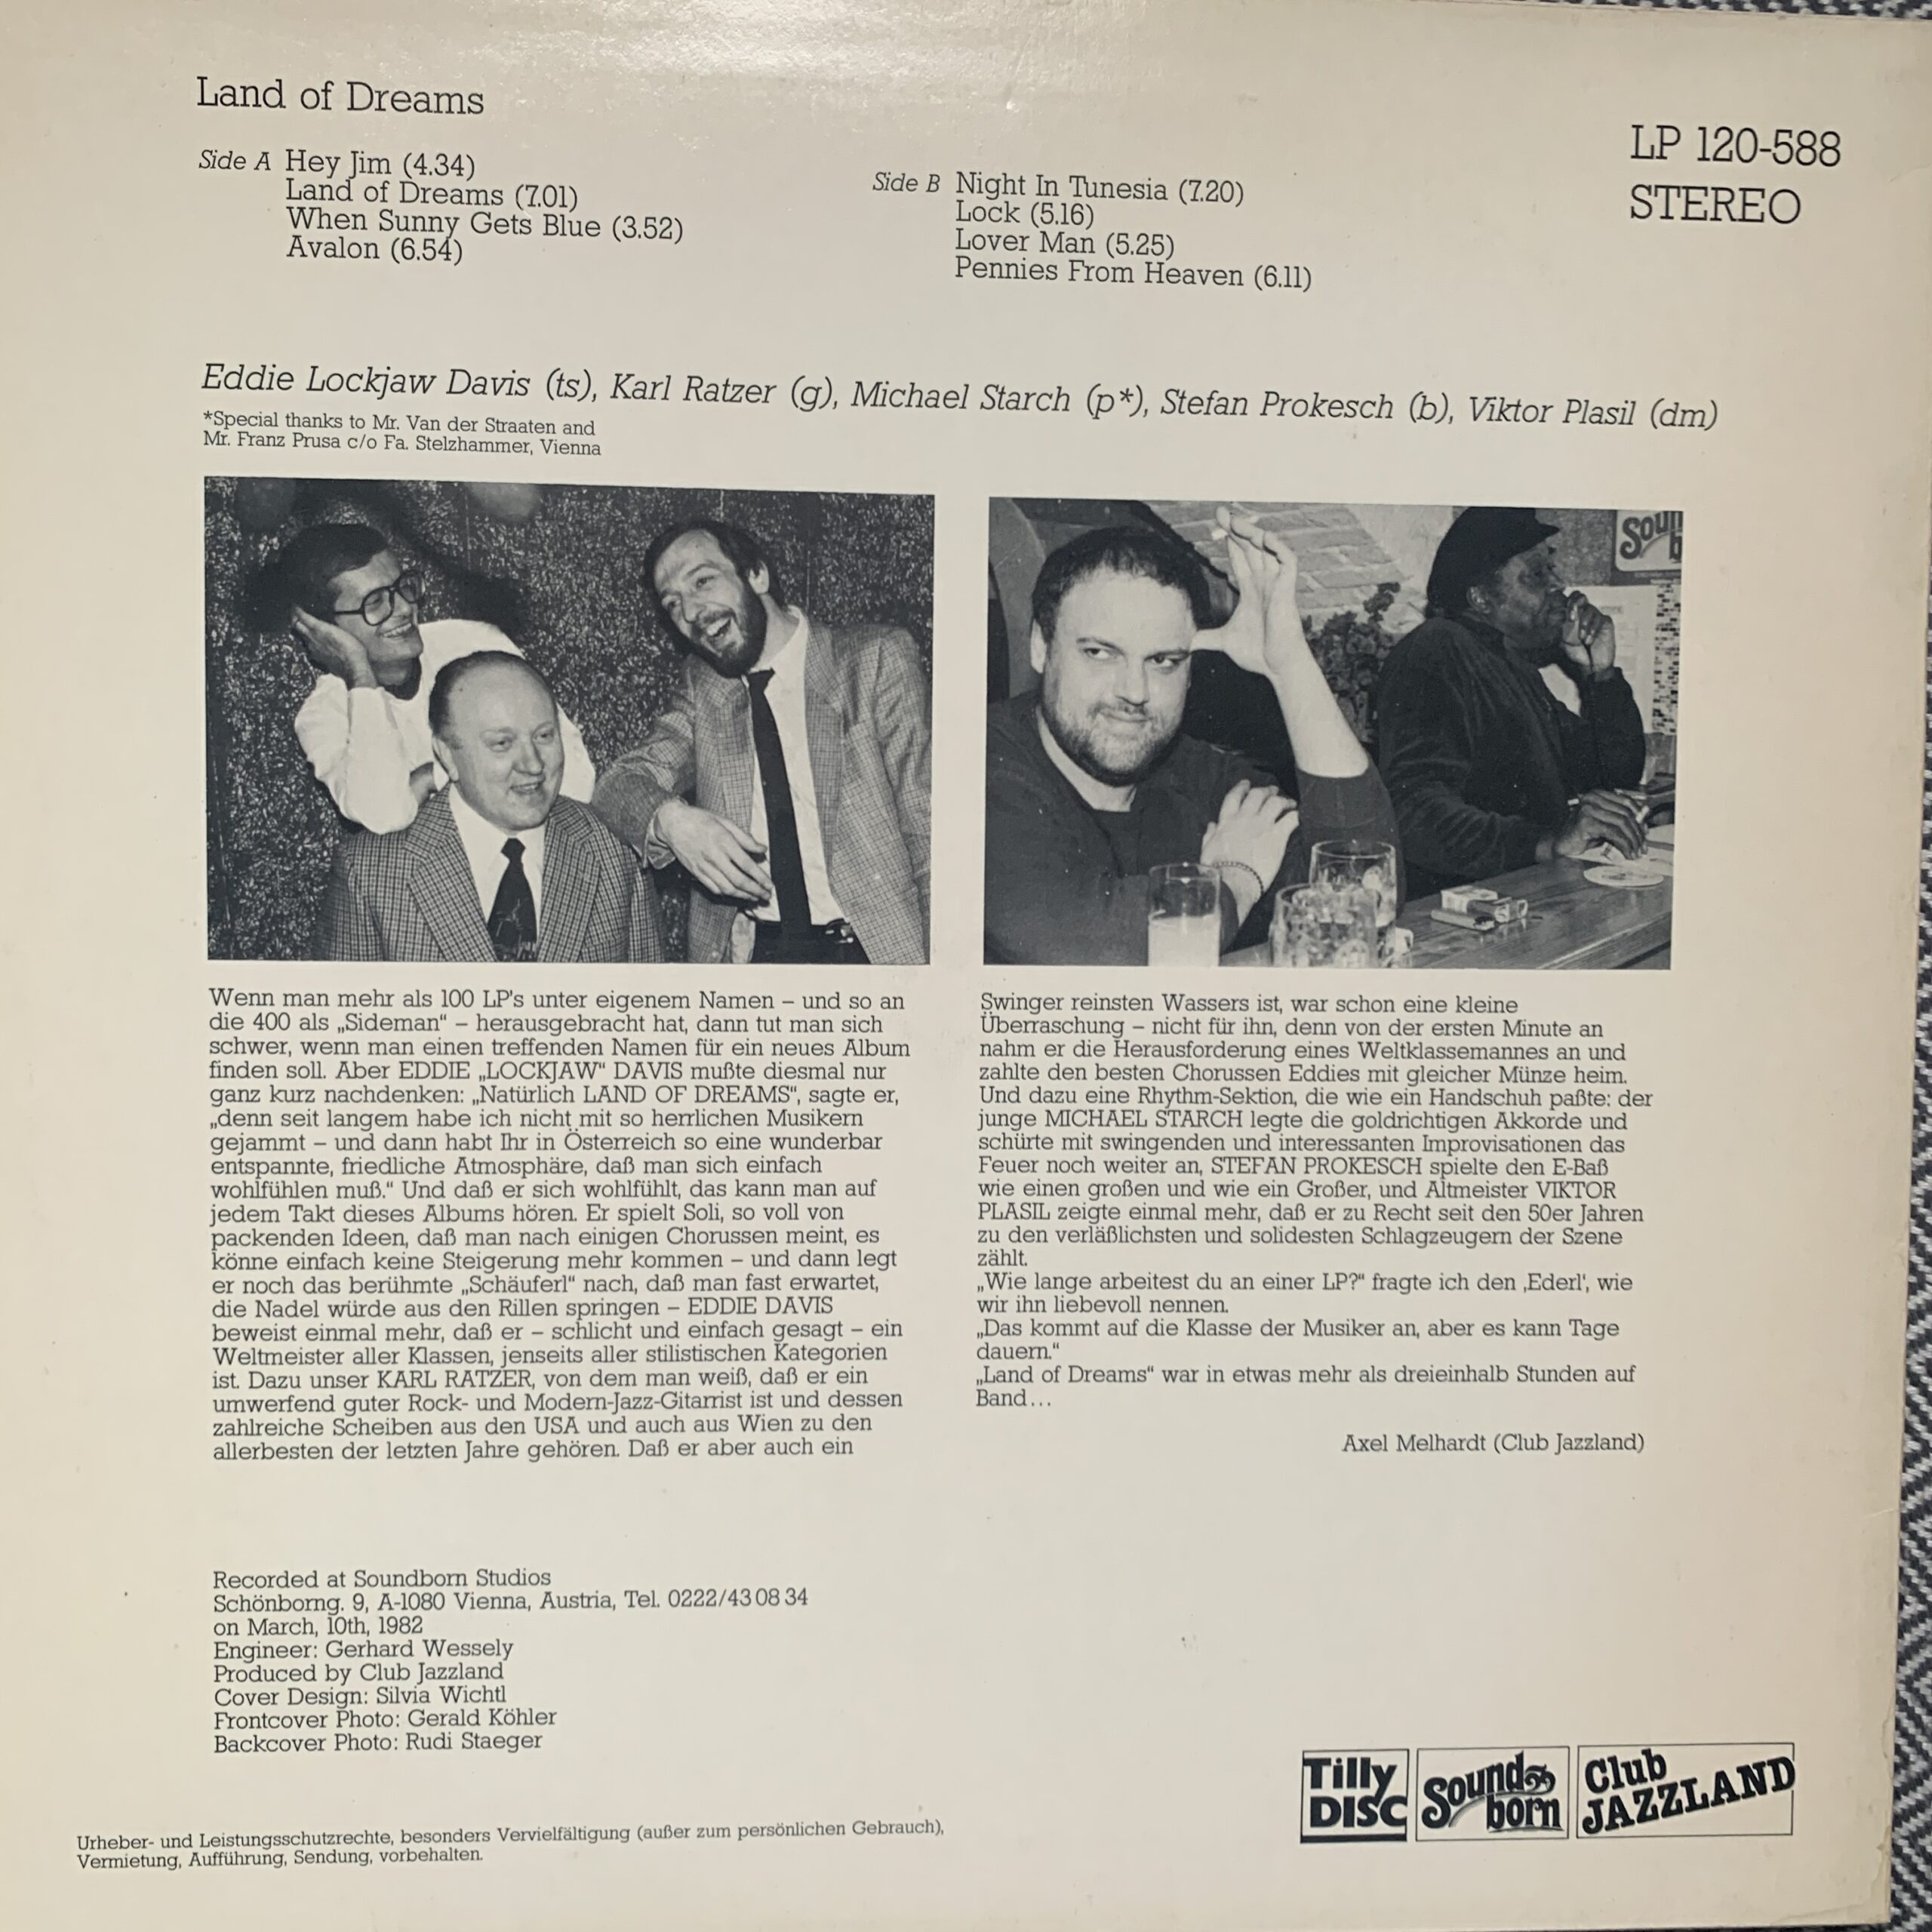 Land of Dreams
Side A Hey Jim (4.34)
Land of Dreams (7.01)
When Sunny Gets Blue (3.52)
Avalon (6.54)
Side B Night In Tunesia (7.20)
Lock (5.16)
Lover Man (5.25)
Pennies From Heaven (6.11)
LP 120-588
STEREO
Eddie Lockjaw Davis (ts), Karl Ratzer (g), Michael Starch (p*), Stefan Prokesch (b), Viktor Plasil (dm)
*Special thanks to Mr. Van der Straaten and
Mr. Franz Prusa c/o Fa. Stelzhammer, Vienna
Soun
b
Wenn man mehr als 100 LP's unter eigenem Namen – und so an
die 400 als „Sideman“ – herausgebracht hat, dann tut man sich
schwer, wenn man einen treffenden Namen für ein neues Album
finden soll. Aber EDDIE „LOCKJAW“ DAVIS mußte diesmal nur
ganz kurz nachdenken: „Natürlich LAND OF DREAMS“, sagte er,
„denn seit langem habe ich nicht mit so herrlichen Musikern
gejammt – und dann habt Ihr in Österreich so eine wunderbar
entspannte, friedliche Atmosphäre, daß man sich einfach
wohlfühlen muß.“ Und daß er sich wohlfühlt, das kann man auf
jedem Takt dieses Albums hören. Er spielt Soli, so voll von
packenden Ideen, daß man nach einigen Chorussen meint, es
könne einfach keine Steigerung mehr kommen – und dann legt
er noch das berühmte „Schäuferl“ nach, daß man fast erwartet,
die Nadel würde aus den Rillen springen – EDDIE DAVIS
beweist einmal mehr, daß er – schlicht und einfach gesagt – ein
Weltmeister aller Klassen, jenseits aller stilistischen Kategorien
ist. Dazu unser KARL RATZER, von dem man weiß, daß er ein
umwerfend guter Rock- und Modern-Jazz-Gitarrist ist und dessen
zahlreiche Scheiben aus den USA und auch aus Wien zu den
allerbesten der letzten Jahre gehören. Daß er aber auch ein
Swinger reinsten Wassers ist, war schon eine kleine
Überraschung – nicht für ihn, denn von der ersten Minute an
nahm er die Herausforderung eines Weltklassemannes an und
zahlte den besten Chorussen Eddies mit gleicher Münze heim.
Und dazu eine Rhythm-Sektion, die wie ein Handschuh paßte: der
junge MICHAEL STARCH legte die goldrichtigen Akkorde und
schürte mit swingenden und interessanten Improvisationen das
Feuer noch weiter an, STEFAN PROKESCH spielte den E-Baß
wie einen großen und wie ein Großer, und Altmeister VIKTOR
PLASIL zeigte einmal mehr, daß er zu Recht seit den 50er Jahren
zu den verläßlichsten und solidesten Schlagzeugern der Szene
zählt.
„Wie lange arbeitest du an einer LP?“ fragte ich den ‚Ederl', wie
wir ihn liebevoll nennen.
„Das kommt auf die Klasse der Musiker an, aber es kann Tage
dauern.“
„Land of Dreams“ war in etwas mehr als dreieinhalb Stunden auf
Band...
Axel Melhardt (Club Jazzland)
Recorded at Soundborn Studios
Schönborng. 9, A-1080 Vienna, Austria, Tel. 0222/43 08 34
on March, 10th, 1982
Engineer: Gerhard Wessely
Produced by Club Jazzland
Cover Design: Silvia Wichtl
Frontcover Photo: Gerald Köhler
Backcover Photo: Rudi Staeger
Tilly
DISC
Sound
born
Club
JAZZLAND
Urheber- und Leistungsschutzrechte, besonders Vervielfältigung (außer zum persönlichen Gebrauch),
Vermietung, Aufführung, Sendung, vorbehalten.